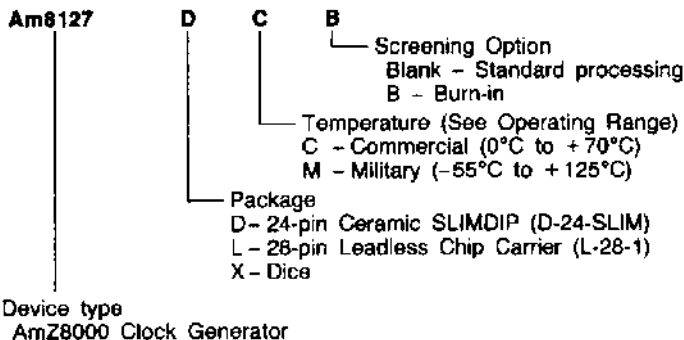 Am8127 D C B
Screening Option
Blank – Standard processing
B – Burn-in
Temperature (See Operating Range)
C – Commercial (0°C to +70°C)
M – Military (–55°C to +125°C)
Package
D– 24-pin Ceramic SLIMDIP (D-24-SLIM)
L – 28-pin Leadless Chip Carrier (L-28-1)
X – Dice
Device type
AmZ8000 Clock Generator